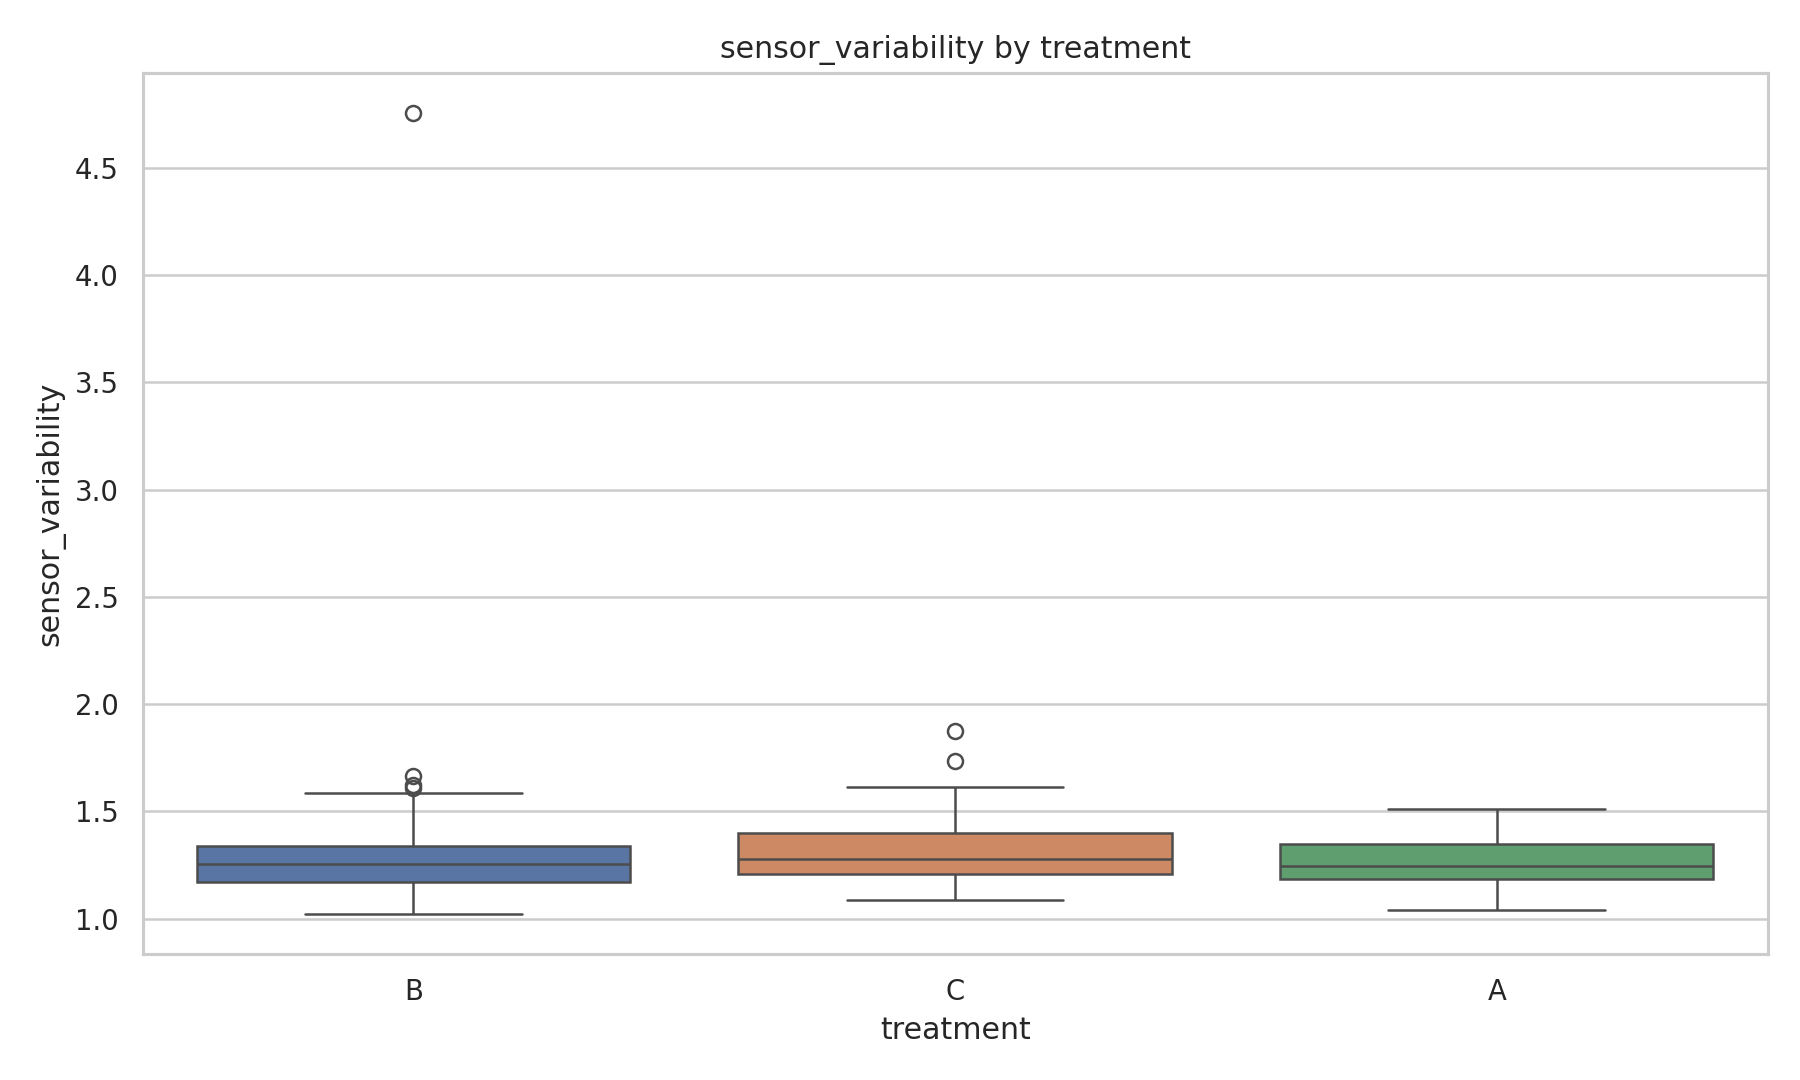 sensor_variability by treatment
sensor_variability
4.5
4.0
3.5
3.0
2.5
2.0
1.5
1.0
B
C
A
treatment